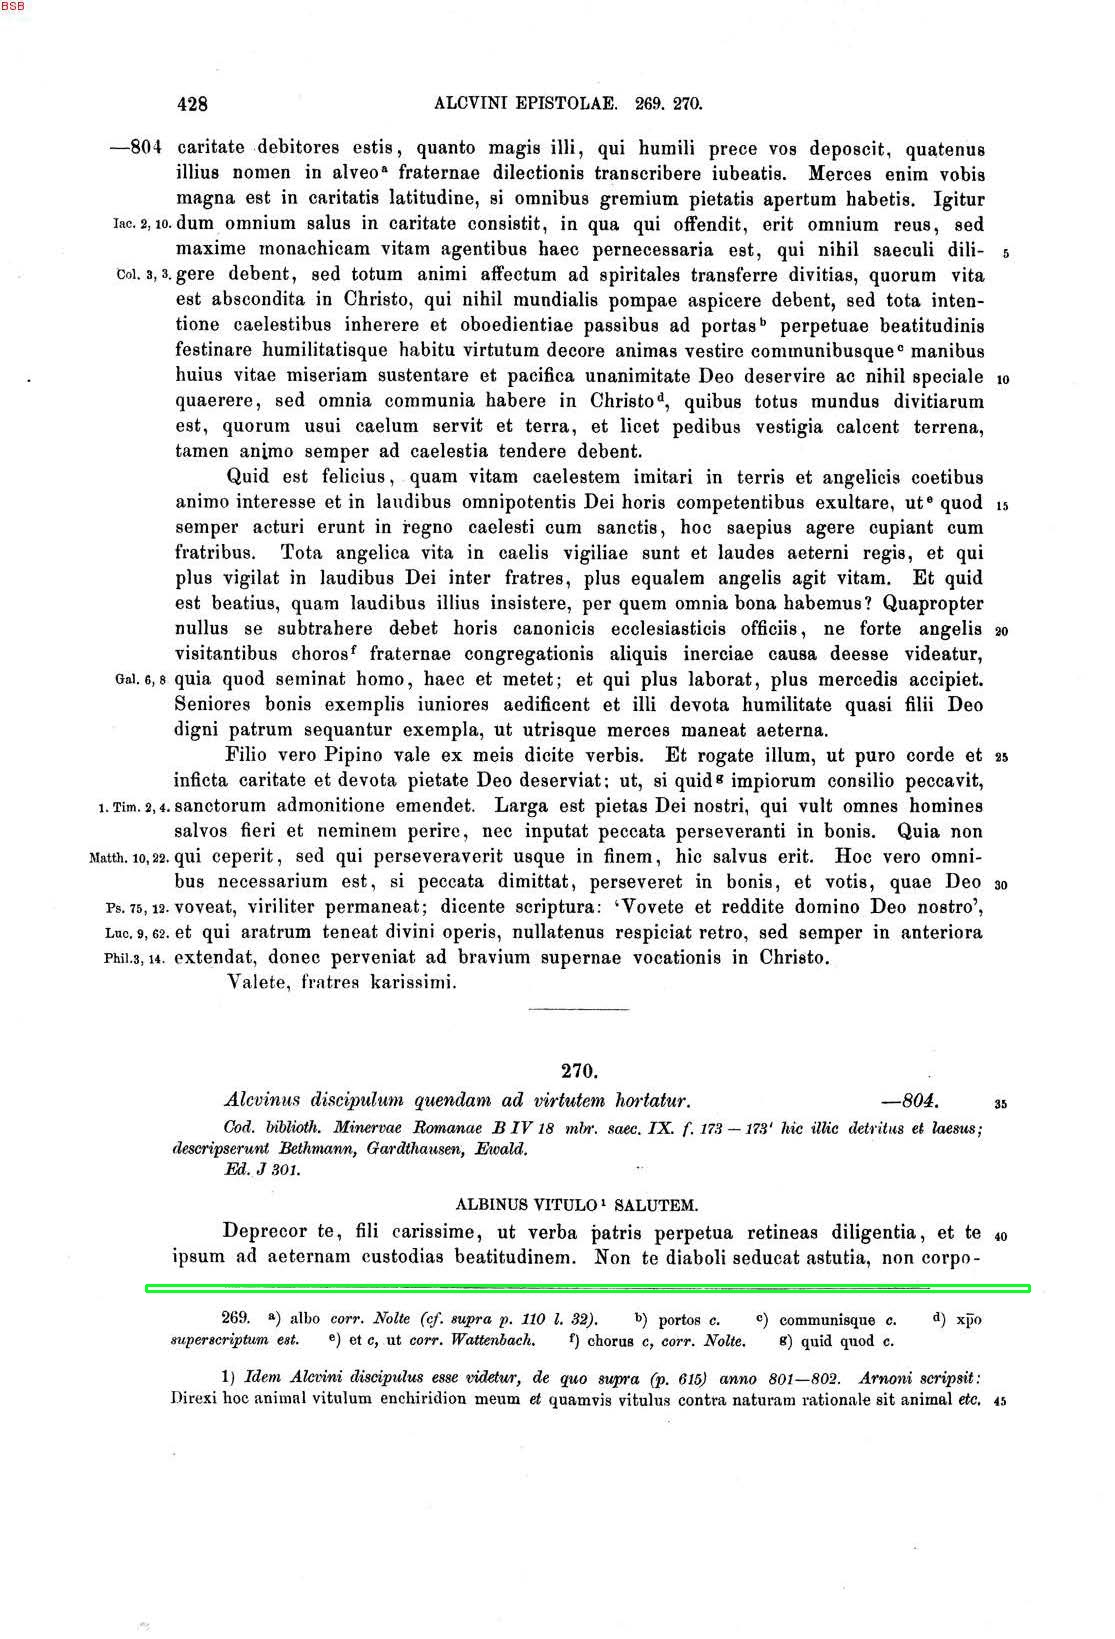 BSB
428 ALCVINI EPISTOLAE. 269. 270.
—804 caritate debitores estis, quanto magis illi, qui humili prece vos deposcit, quatenus
illius nomen in alveoᵃ fraternae dilectionis transcribere iubeatis. Merces enim vobis
magna est in caritatis latitudine, si omnibus gremium pietatis apertum habetis. Igitur
Iac. 2, 10. dum omnium salus in caritate consistit, in qua qui offendit, erit omnium reus, sed
maxime monachicam vitam agentibus haec pernecessaria est, qui nihil saeculi dili- 5
Col. 3, 3. gere debent, sed totum animi affectum ad spiritales transferre divitias, quorum vita
est abscondita in Christo, qui nihil mundialis pompae aspicere debent, sed tota inten-
tione caelestibus inherere et oboedientiae passibus ad portasᵇ perpetuae beatitudinis
festinare humilitatisque habitu virtutum decore animas vestire communibusqueᶜ manibus
huius vitae miseriam sustentare et pacifica unanimitate Deo deservire ac nihil speciale 10
quaerere, sed omnia communia habere in Christoᵈ, quibus totus mundus divitiarum
est, quorum usui caelum servit et terra, et licet pedibus vestigia calcent terrena,
tamen animo semper ad caelestia tendere debent.
Quid est felicius, quam vitam caelestem imitari in terris et angelicis coetibus
animo interesse et in laudibus omnipotentis Dei horis competentibus exultare, utᵉ quod 15
semper acturi erunt in regno caelesti cum sanctis, hoc saepius agere cupiant cum
fratribus. Tota angelica vita in caelis vigiliae sunt et laudes aeterni regis, et qui
plus vigilat in laudibus Dei inter fratres, plus equalem angelis agit vitam. Et quid
est beatius, quam laudibus illius insistere, per quem omnia bona habemus? Quapropter
nullus se subtrahere debet horis canonicis ecclesiasticis officiis, ne forte angelis 20
visitantibus chorosᶠ fraternae congregationis aliquis inerciae causa deesse videatur,
Gal. 6, 8 quia quod seminat homo, haec et metet; et qui plus laborat, plus mercedis accipiet.
Seniores bonis exemplis iuniores aedificent et illi devota humilitate quasi filii Deo
digni patrum sequantur exempla, ut utrisque merces maneat aeterna.
Filio vero Pipino vale ex meis dicite verbis. Et rogate illum, ut puro corde et 25
inficta caritate et devota pietate Deo deserviat; ut, si quidᵍ impiorum consilio peccavit,
1. Tim. 2, 4. sanctorum admonitione emendet. Larga est pietas Dei nostri, qui vult omnes homines
salvos fieri et neminem perire, nec inputat peccata perseveranti in bonis. Quia non
Matth. 10, 22. qui ceperit, sed qui perseveraverit usque in finem, hic salvus erit. Hoc vero omni-
bus necessarium est, si peccata dimittat, perseveret in bonis, et votis, quae Deo 30
Ps. 75, 12. voveat, viriliter permaneat; dicente scriptura: ‘Vovete et reddite domino Deo nostro’,
Luc. 9, 62. et qui aratrum teneat divini operis, nullatenus respiciat retro, sed semper in anteriora
Phil. 3, 14. extendat, donec perveniat ad bravium supernae vocationis in Christo.
Valete, fratres karissimi.
270.
Alcvinus discipulum quendam ad virtutem hortatur. —804. 35
Cod. biblioth. Minervae Romanae B IV 18 mbr. saec. IX. f. 173 — 173' hic illic detritus et laesus;
descripserunt Bethmann, Gardthausen, Ewald.
Ed. J 301.
ALBINUS VITULO¹ SALUTEM.
Deprecor te, fili carissime, ut verba patris perpetua retineas diligentia, et te 40
ipsum ad aeternam custodias beatitudinem. Non te diaboli seducat astutia, non corpo-
269. a) albo corr. Nolte (cf. supra p. 110 l. 32). b) portos c. c) communisque c. d) xp̄o
superscriptum est. e) et c, ut corr. Wattenbach. f) chorus c, corr. Nolte. g) quid quod c.
1) Idem Alcvini discipulus esse videtur, de quo supra (p. 615) anno 801—802. Arnoni scripsit:
Direxi hoc animal vitulum enchiridion meum et quamvis vitulus contra naturam rationale sit animal etc. 45